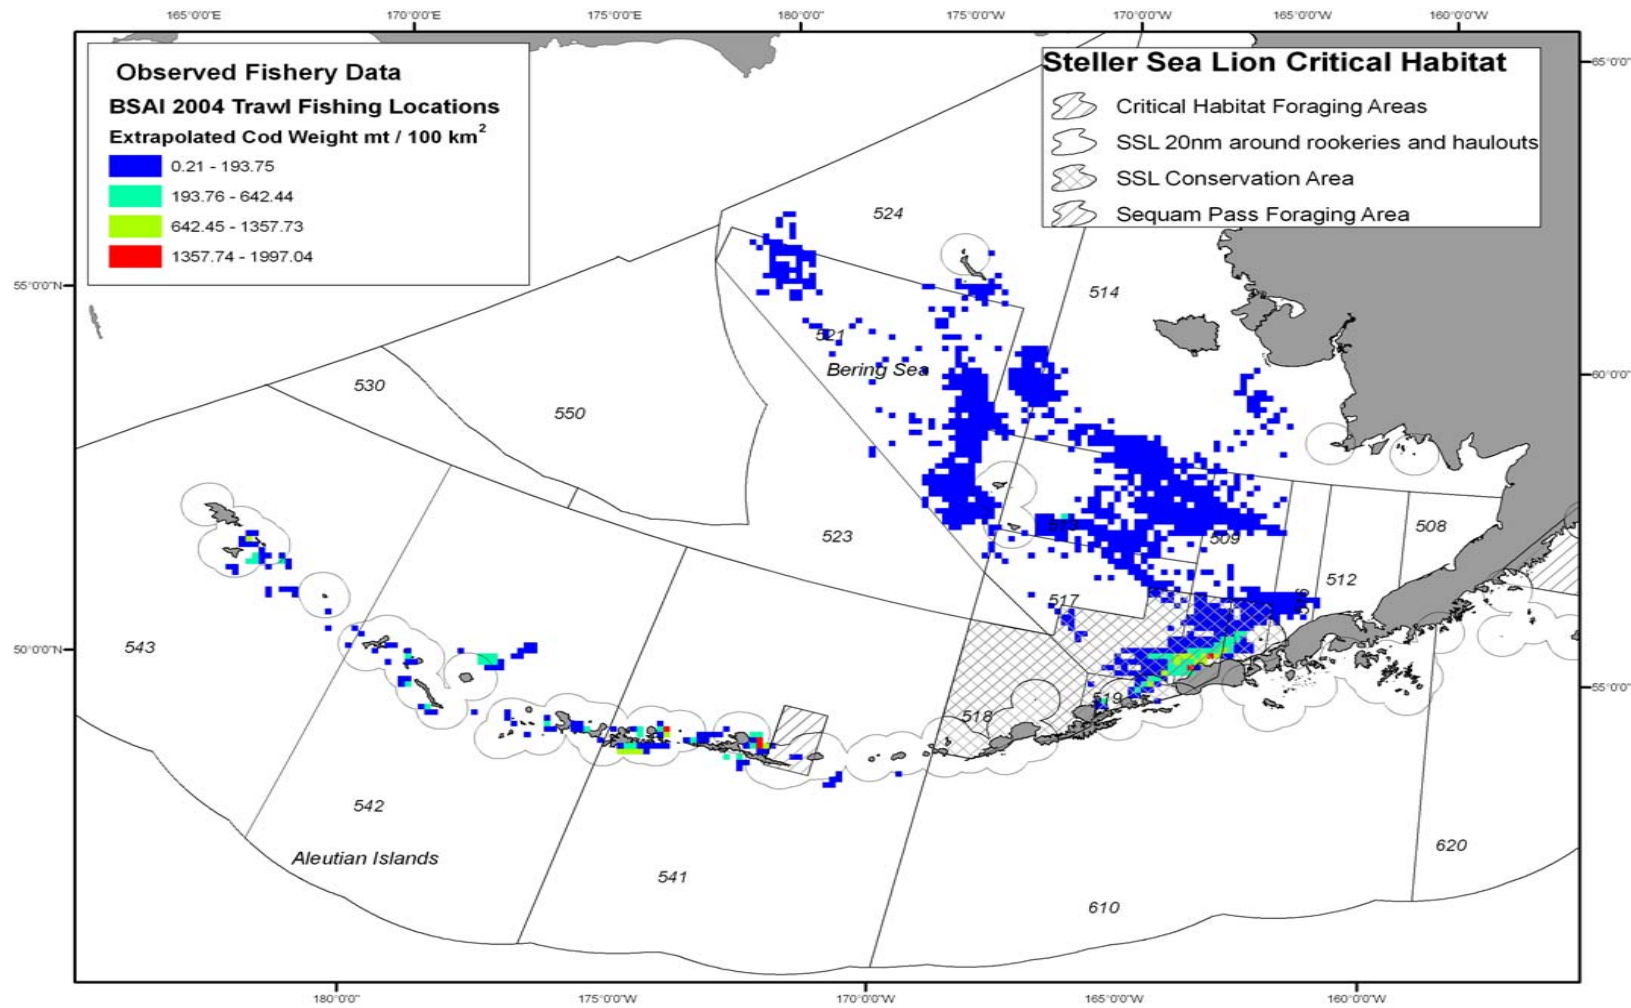 165°0'0"E 170°0'0"E 175°0'0"E 180°0'0" 175°0'0"W 170°0'0"W 165°0'0"W 160°0'0"W
Observed Fishery Data
BSAI 2004 Trawl Fishing Locations
Extrapolated Cod Weight mt / 100 km²
0.21 - 193.75
193.76 - 642.44
642.45 - 1357.73
1357.74 - 1997.04
Steller Sea Lion Critical Habitat
Critical Habitat Foraging Areas
SSL 20nm around rookeries and haulouts
SSL Conservation Area
Sequam Pass Foraging Area
65°0'0"
524
55°0'0"N
514
521
Bering Sea
60°0'0"
530
550
508
523
509
512
517
543
50°0'0"N
55°0'0"
519
518
542
620
Aleutian Islands
541
610
180°0'0" 175°0'0"W 170°0'0"W 165°0'0"W 160°0'0"W